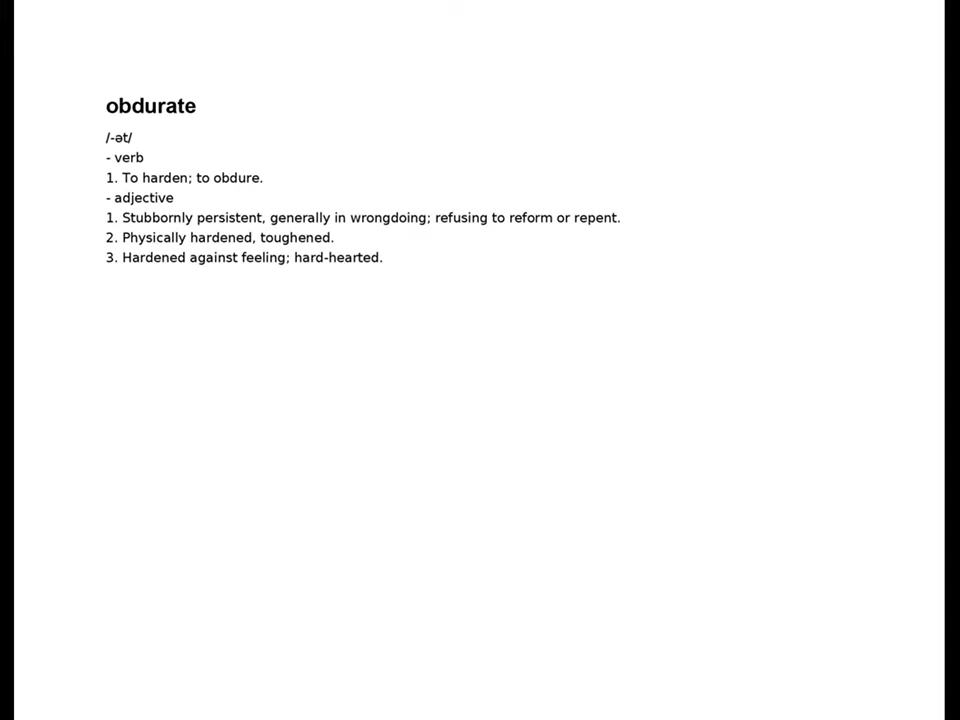 obdurate
/-ət/
- verb
1. To harden; to obdure.
- adjective
1. Stubbornly persistent, generally in wrongdoing; refusing to reform or repent.
2. Physically hardened, toughened.
3. Hardened against feeling; hard-hearted.